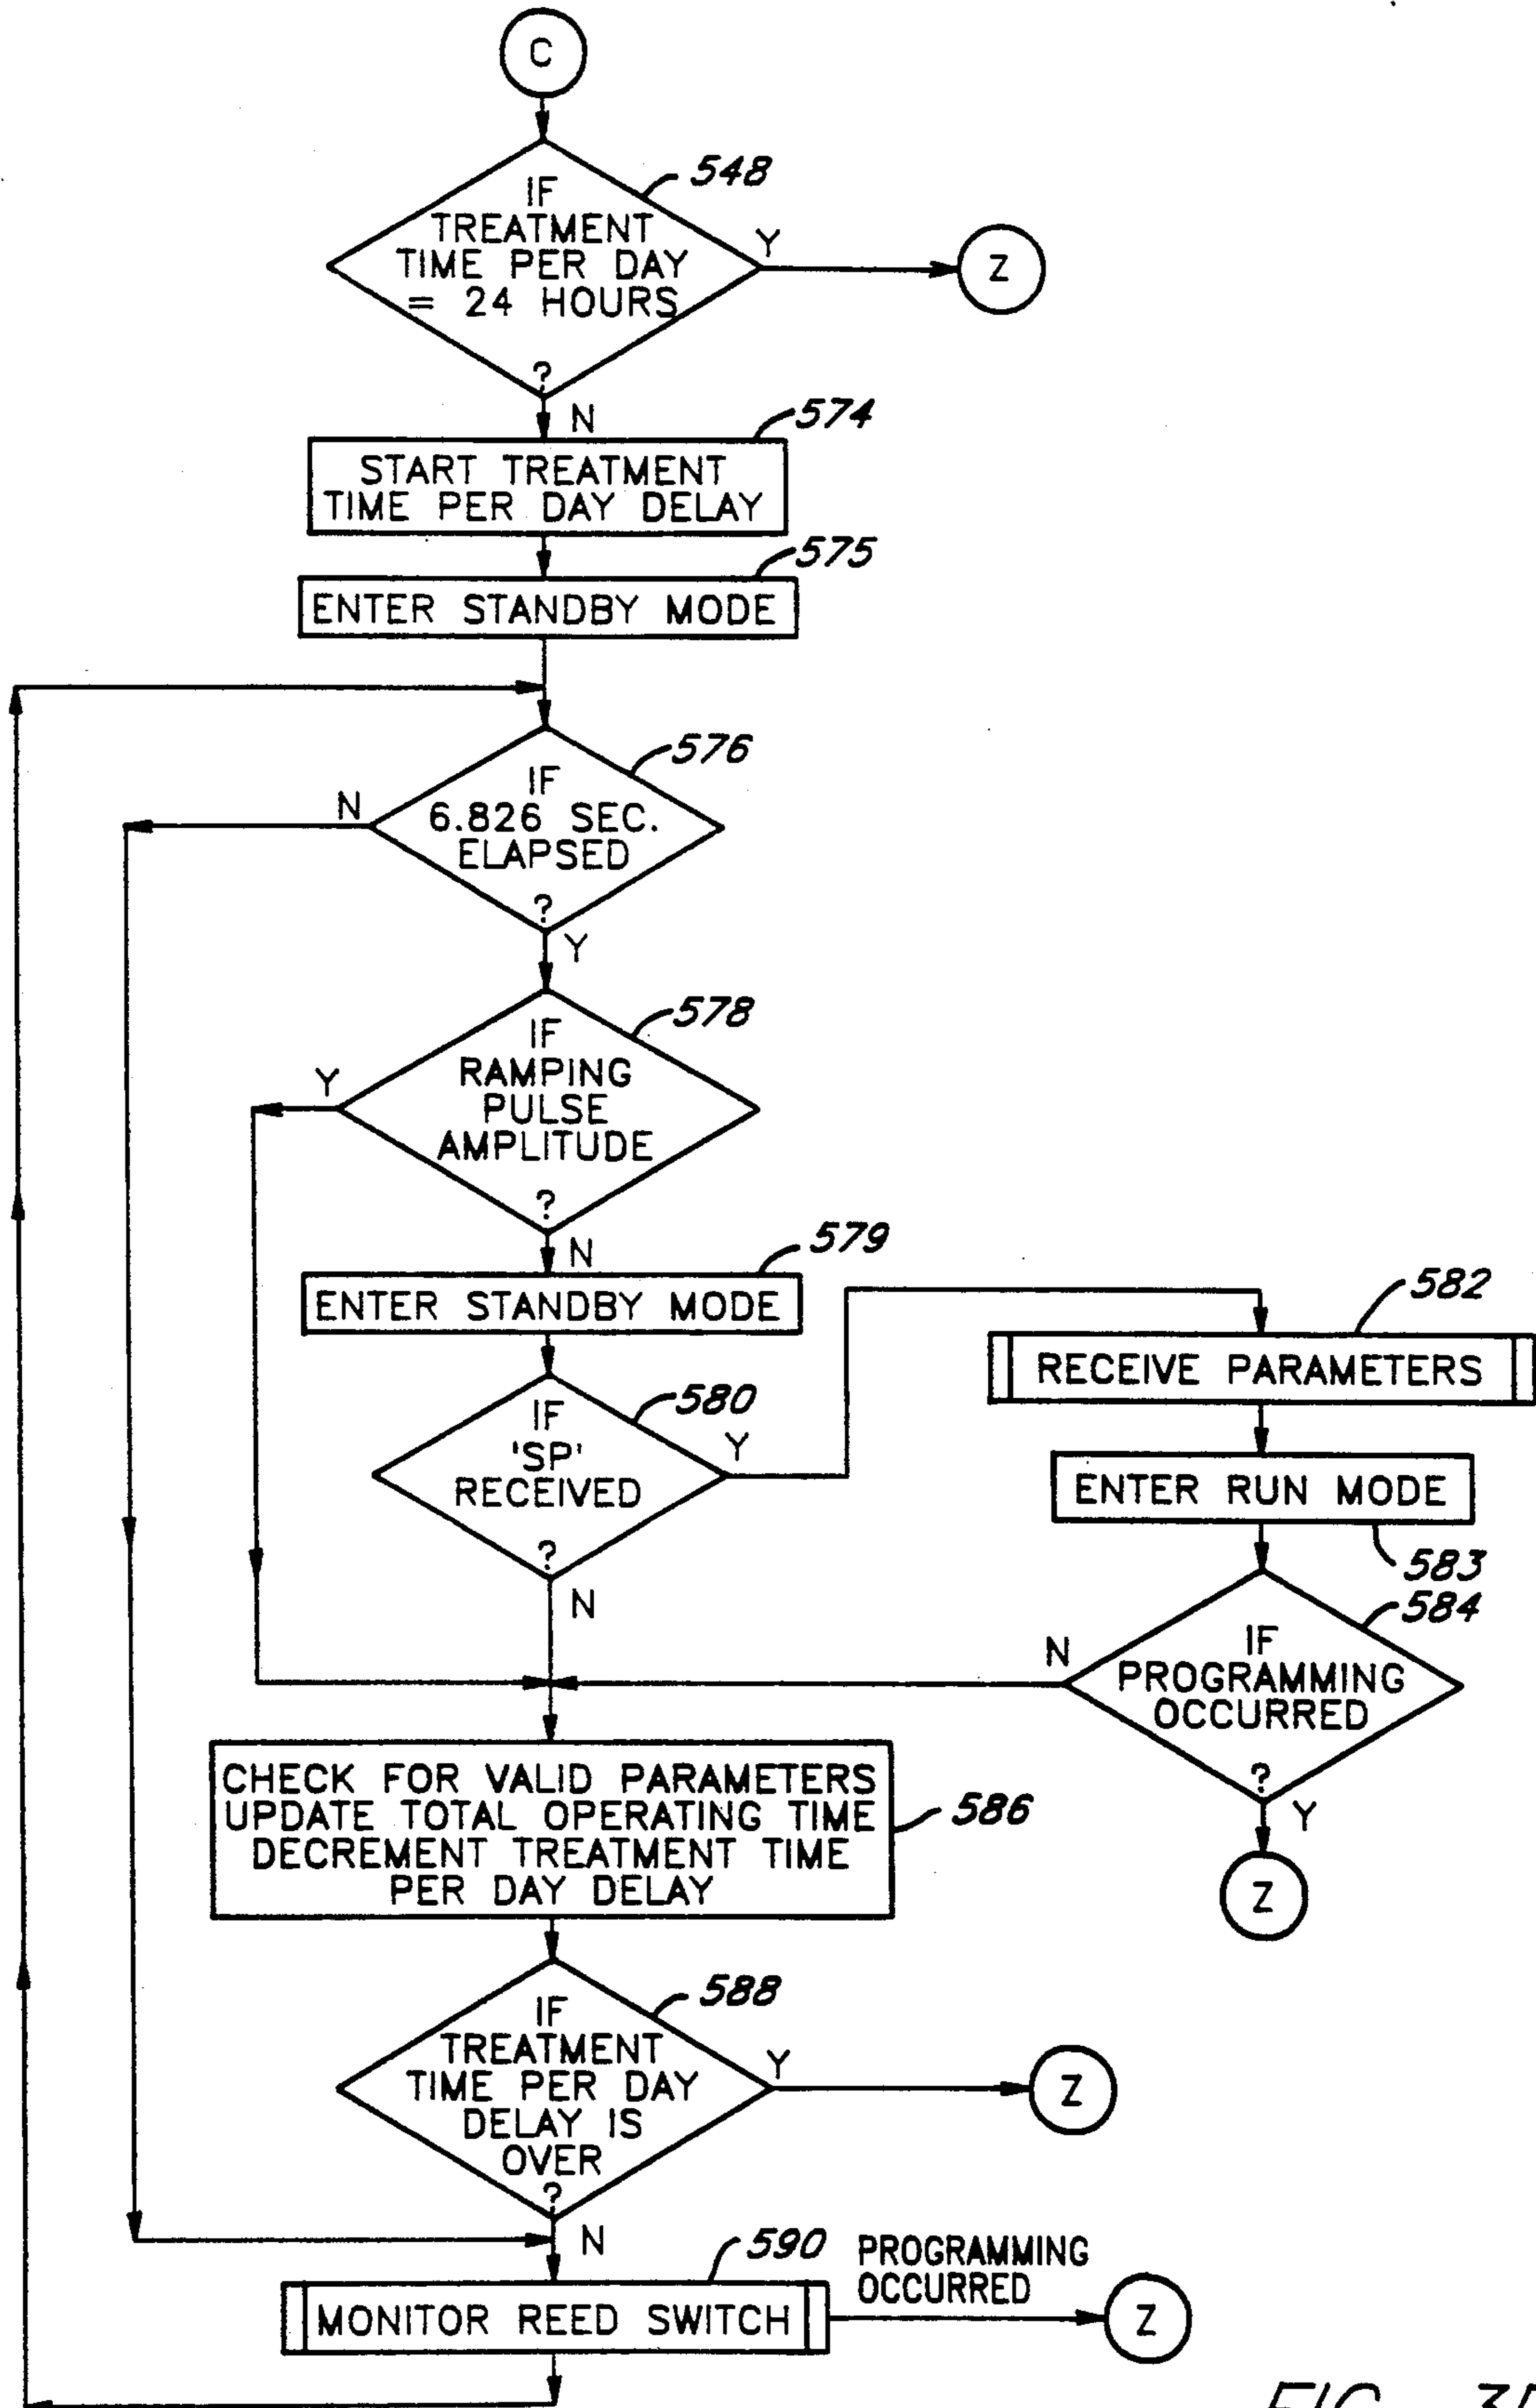 C
548
IF
TREATMENT
TIME PER DAY
= 24 HOURS
?
Y
Z
N
574
START TREATMENT
TIME PER DAY DELAY
575
ENTER STANDBY MODE
576
IF
6.826 SEC.
ELAPSED
?
N
Y
578
IF
RAMPING
PULSE
AMPLITUDE
?
Y
N
579
ENTER STANDBY MODE
580
IF
'SP'
RECEIVED
?
Y
N
582
RECEIVE PARAMETERS
ENTER RUN MODE
583
584
IF
PROGRAMMING
OCCURRED
?
N
Y
Z
CHECK FOR VALID PARAMETERS
UPDATE TOTAL OPERATING TIME
DECREMENT TREATMENT TIME
PER DAY DELAY
586
588
IF
TREATMENT
TIME PER DAY
DELAY IS
OVER
?
Y
Z
N
590
MONITOR REED SWITCH
PROGRAMMING
OCCURRED
Z
FIG.